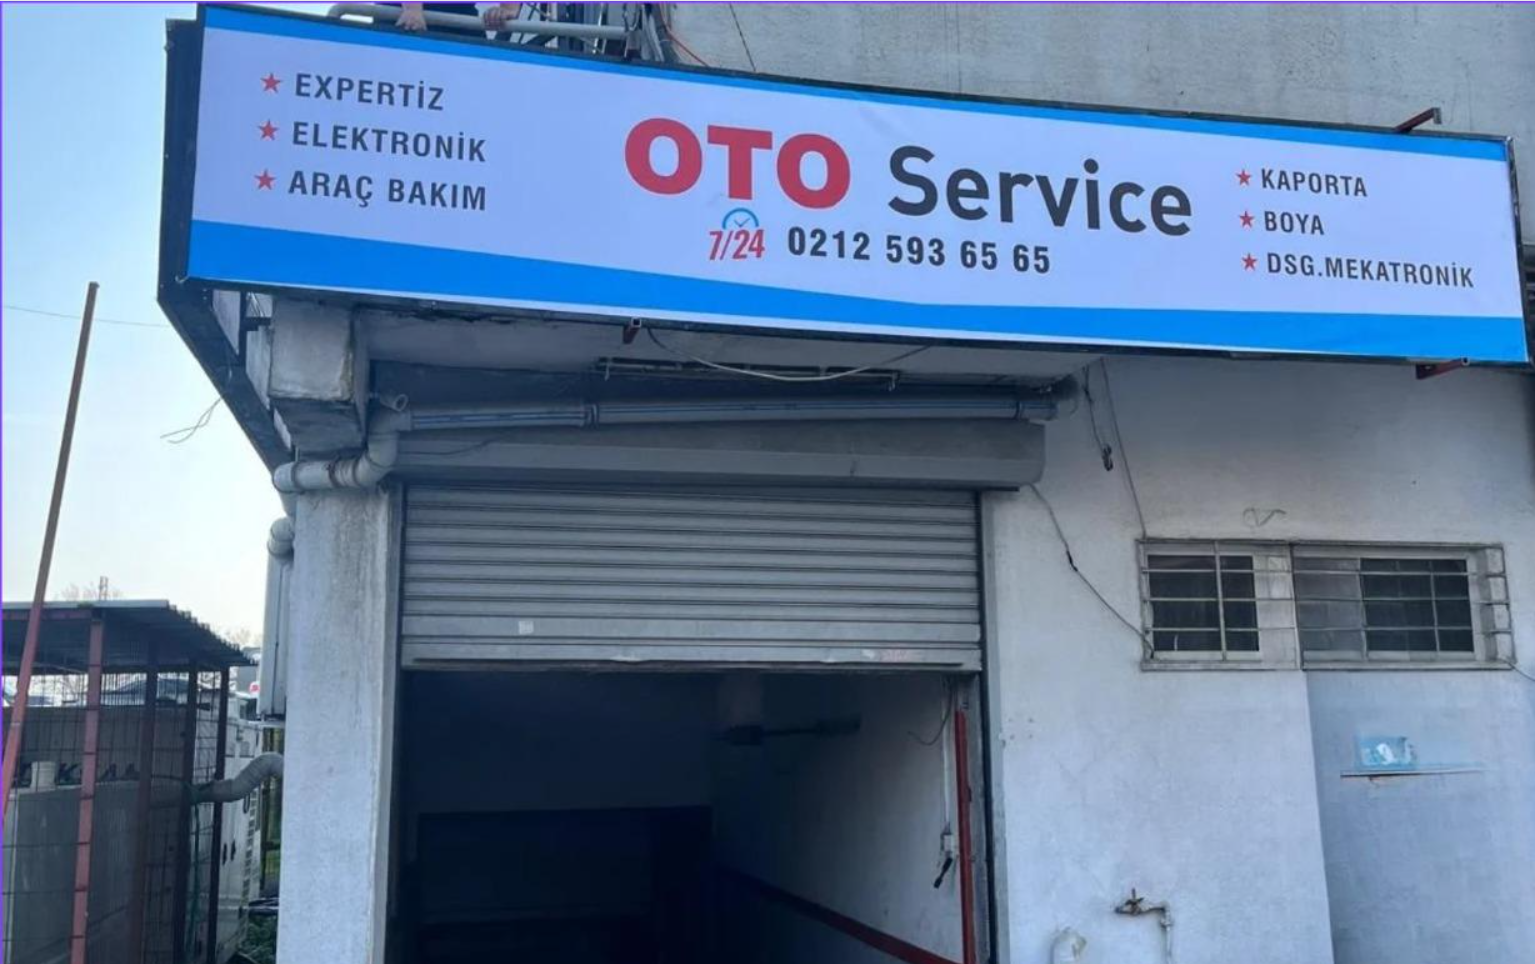 ★ EXPERTİZ
★ ELEKTRONİK
★ ARAÇ BAKIM
OTO Service
7/24 0212 593 65 65
★ KAPORTA
★ BOYA
★ DSG.MEKATRONİK